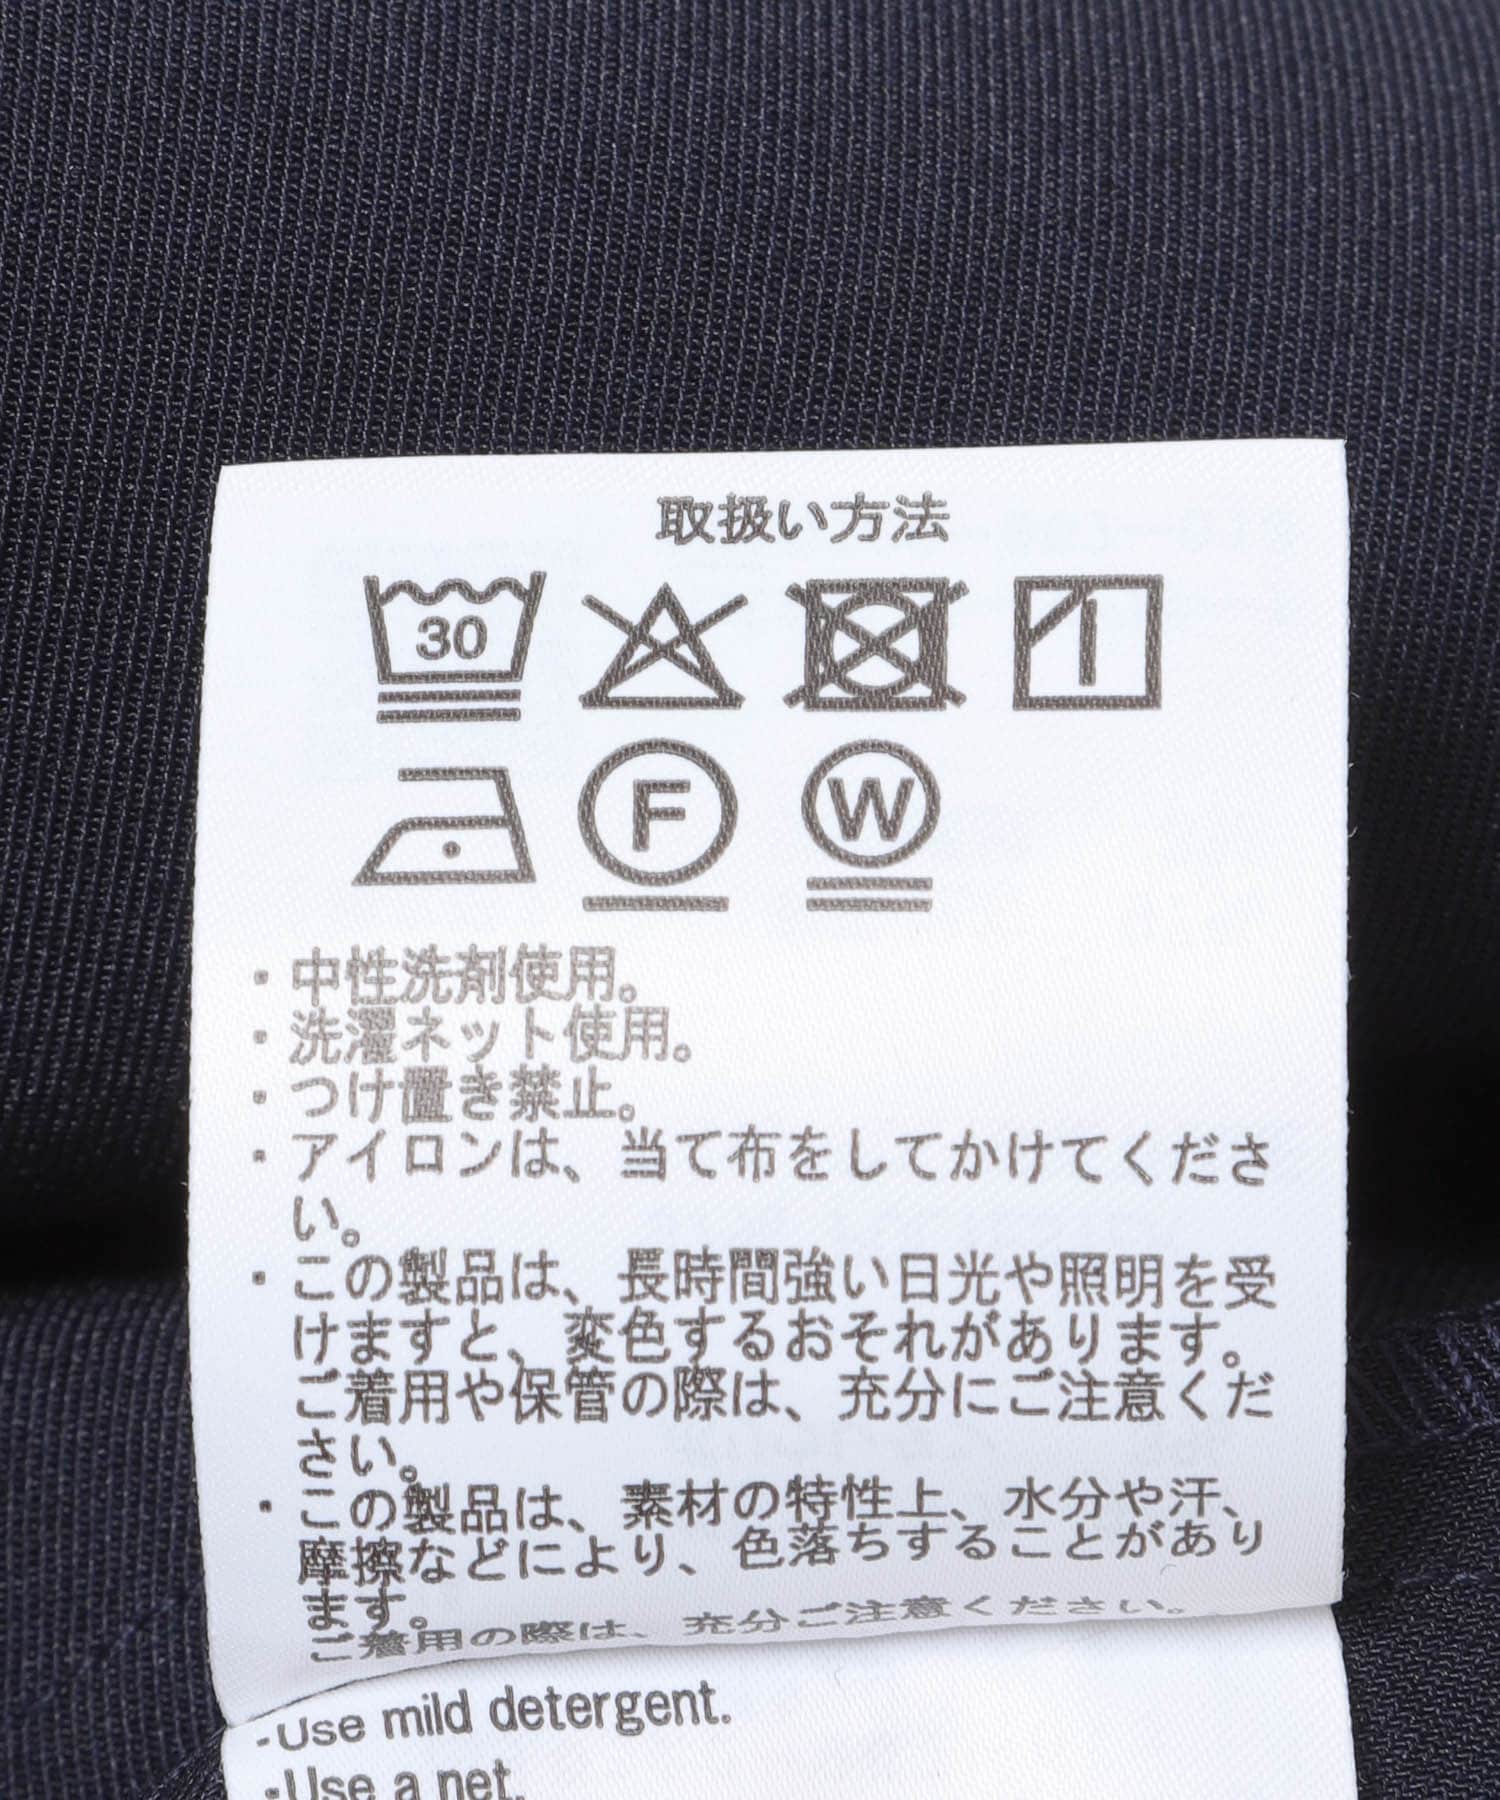 取扱い方法
30
F
W
・中性洗剤使用。
・洗濯ネット使用。
・つけ置き禁止。
・アイロンは、当て布をしてかけてくださ
い。
・この製品は、長時間強い日光や照明を受
けますと、変色するおそれがあります。
ご着用や保管の際は、充分にご注意くだ
さい。
・この製品は、素材の特性上、水分や汗、
摩擦などにより、色落ちすることがあり
ます。
ご着用の際は、充分ご注意ください。
-Use mild detergent.
-Use a net.